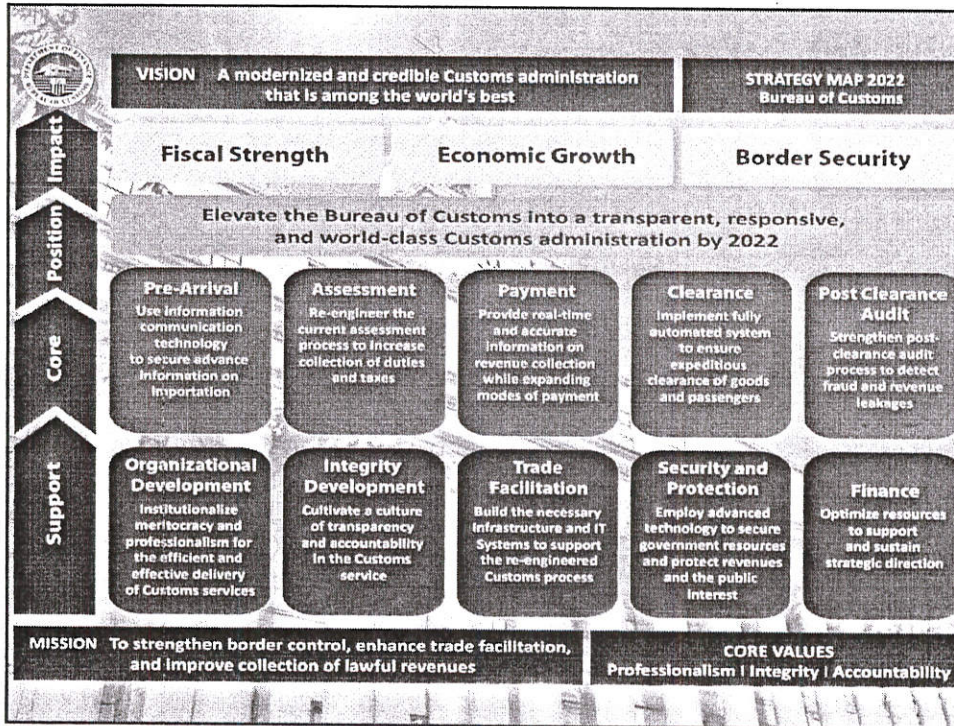 VISION A modernized and credible Customs administration
that is among the world's best
STRATEGY MAP 2022
Bureau of Customs
Impact
Fiscal Strength
Economic Growth
Border Security
Position
Elevate the Bureau of Customs into a transparent, responsive,
and world-class Customs administration by 2022
Core
Pre-Arrival
Use information
communication
technology
to secure advance
information on
importation
Assessment
Re-engineer the
current assessment
process to increase
collection of duties
and taxes
Payment
Provide real-time
and accurate
information on
revenue collection
while expanding
modes of payment
Clearance
Implement fully
automated system
to ensure
expeditious
clearance of goods
and passengers
Post Clearance
Audit
Strengthen post-
clearance audit
process to detect
fraud and revenue
leakages
Support
Organizational
Development
Institutionalize
meritocracy and
professionalism for
the efficient and
effective delivery
of Customs services
Integrity
Development
Cultivate a culture
of transparency
and accountability
in the Customs
service
Trade
Facilitation
Build the necessary
infrastructure and IT
Systems to support
the re-engineered
Customs process
Security and
Protection
Employ advanced
technology to secure
government resources
and protect revenues
and the public
interest
Finance
Optimize resources
to support
and sustain
strategic direction
MISSION To strengthen border control, enhance trade facilitation,
and improve collection of lawful revenues
CORE VALUES
Professionalism I Integrity I Accountability